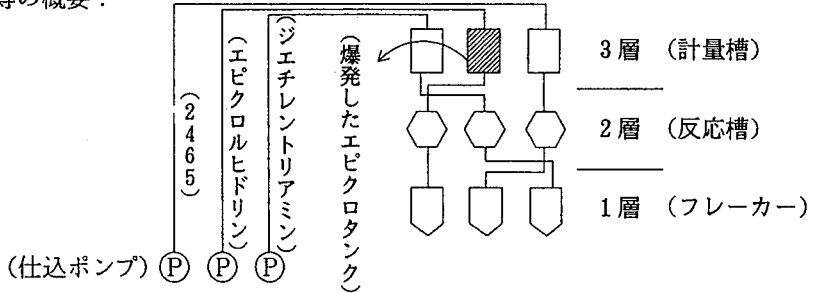 等の概要：
（２４６５）
（エピクロルヒドリン）
（ジエチレントリアミン）
（爆発したエピクロタンク）
3層　（計量槽）
2層　（反応槽）
1層　（フレーカー）
（仕込ポンプ） P P P